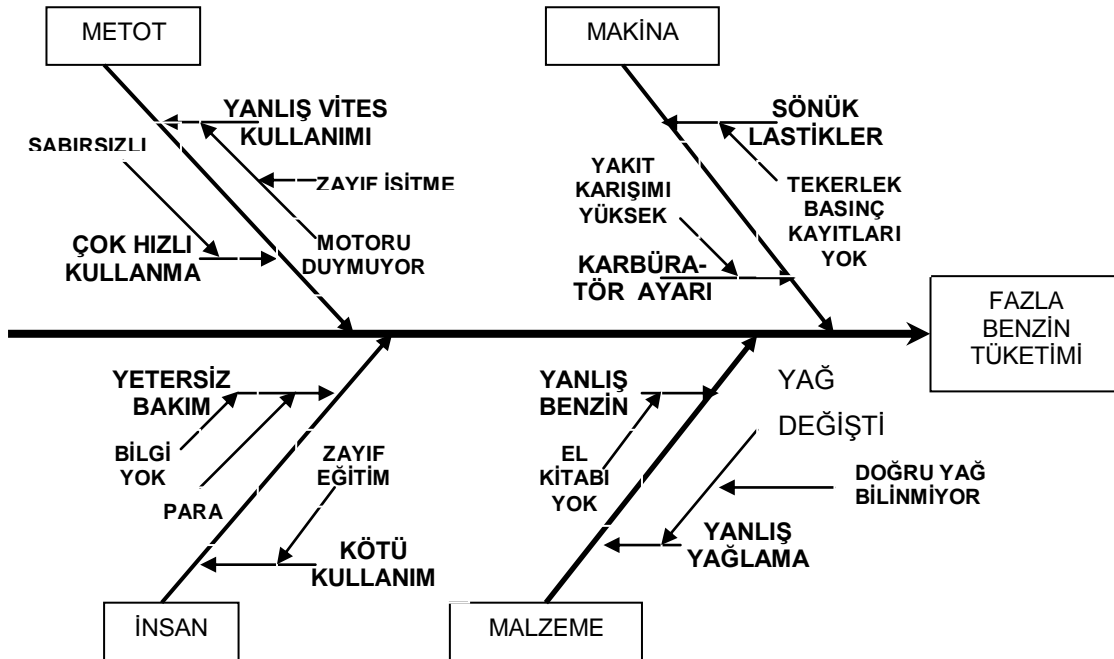 METOT
MAKİNA
YANLIŞ VİTES
KULLANIMI
SABIRSIZLI
ZAYIF İSİTME
MOTORU
DUYMUYOR
ÇOK HIZLI
KULLANMA
SÖNÜK
LASTİKLER
YAKIT
KARIŞIMI
YÜKSEK
TEKERLEK
BASINÇ
KAYITLARI
YOK
KARBÜRA-
TÖR AYARI
FAZLA
BENZİN
TÜKETİMİ
YETERSİZ
BAKIM
BİLGİ
YOK
PARA
ZAYIF
EĞİTİM
KÖTÜ
KULLANIM
YANLIŞ
BENZİN
EL
KİTABI
YOK
YAĞ
DEĞİŞTİ
DOĞRU YAĞ
BİLİNMİYOR
YANLIŞ
YAĞLAMA
İNSAN
MALZEME